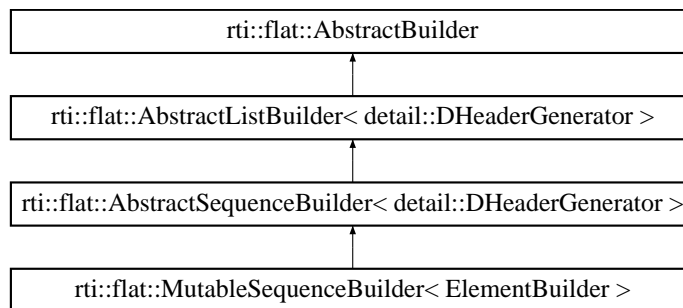 rti::flat::AbstractBuilder
rti::flat::AbstractListBuilder< detail::DHeaderGenerator >
rti::flat::AbstractSequenceBuilder< detail::DHeaderGenerator >
rti::flat::MutableSequenceBuilder< ElementBuilder >